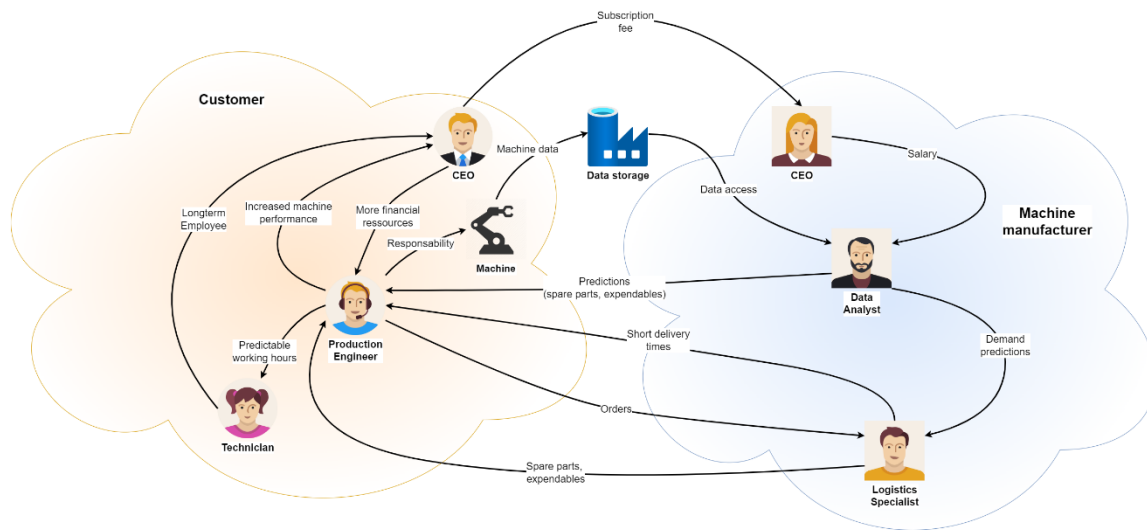 Subscription
fee
Customer
CEO
Machine data
Data storage
CEO
Salary
Data access
Longterm
Employee
Increased machine
performance
More financial
ressources
Responsability
Machine
Machine
manufacturer
Data
Analyst
Predictions
(spare parts, expendables)
Production
Engineer
Short delivery
times
Demand
predictions
Predictable
working hours
Technician
Orders
Spare parts,
expendables
Logistics
Specialist